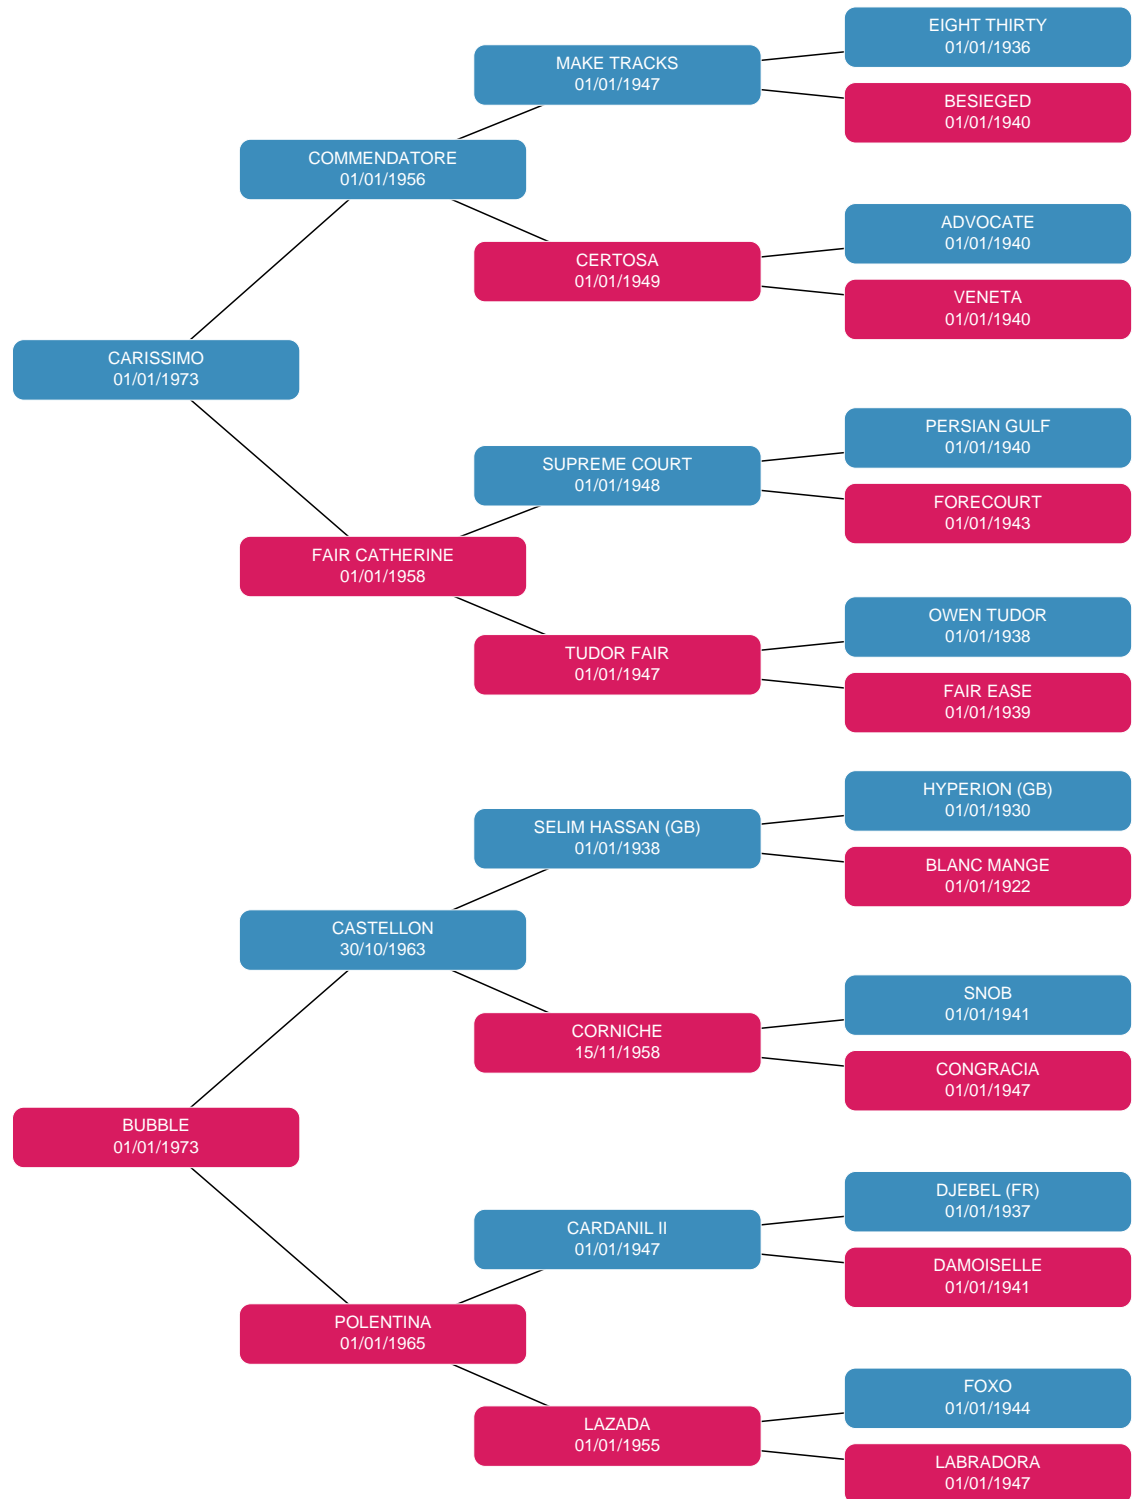 EIGHT THIRTY
01/01/1936
MAKE TRACKS
01/01/1947
BESIEGED
01/01/1940
COMMENDATORE
01/01/1956
ADVOCATE
01/01/1940
CERTOSA
01/01/1949
VENETA
01/01/1940
CARISSIMO
01/01/1973
PERSIAN GULF
01/01/1940
SUPREME COURT
01/01/1948
FORECOURT
01/01/1943
FAIR CATHERINE
01/01/1958
OWEN TUDOR
01/01/1938
TUDOR FAIR
01/01/1947
FAIR EASE
01/01/1939
HYPERION (GB)
01/01/1930
SELIM HASSAN (GB)
01/01/1938
BLANC MANGE
01/01/1922
CASTELLON
30/10/1963
SNOB
01/01/1941
CORNICHE
15/11/1958
CONGRACIA
01/01/1947
BUBBLE
01/01/1973
DJEBEL (FR)
01/01/1937
CARDANIL II
01/01/1947
DAMOISELLE
01/01/1941
POLENTINA
01/01/1965
FOXO
01/01/1944
LAZADA
01/01/1955
LABRADORA
01/01/1947